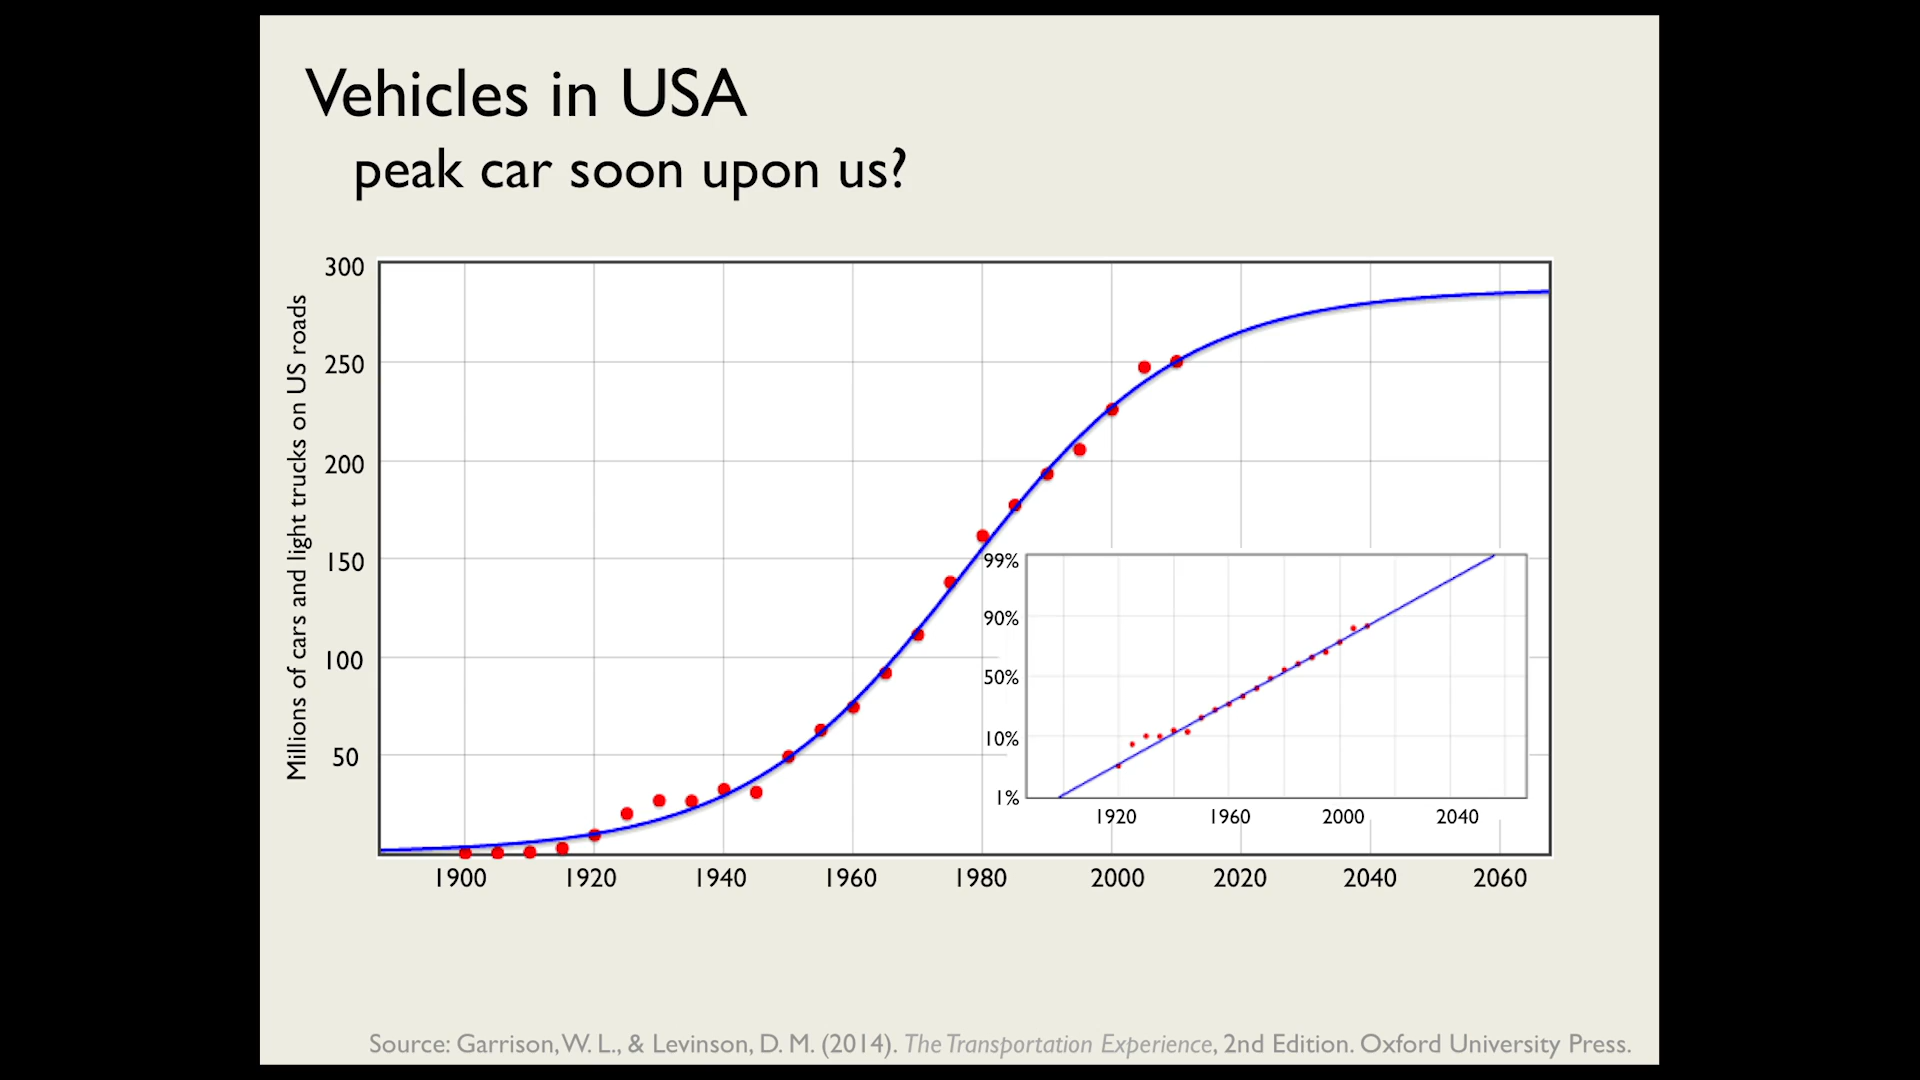 Vehicles in USA
peak car soon upon us?
Millions of cars and light trucks on US roads
300
250
200
150
100
50
1900 1920 1940 1960 1980 2000 2020 2040 2060
99%
90%
50%
10%
1%
1920 1960 2000 2040
Source: Garrison, W. L., & Levinson, D. M. (2014). The Transportation Experience, 2nd Edition. Oxford University Press.